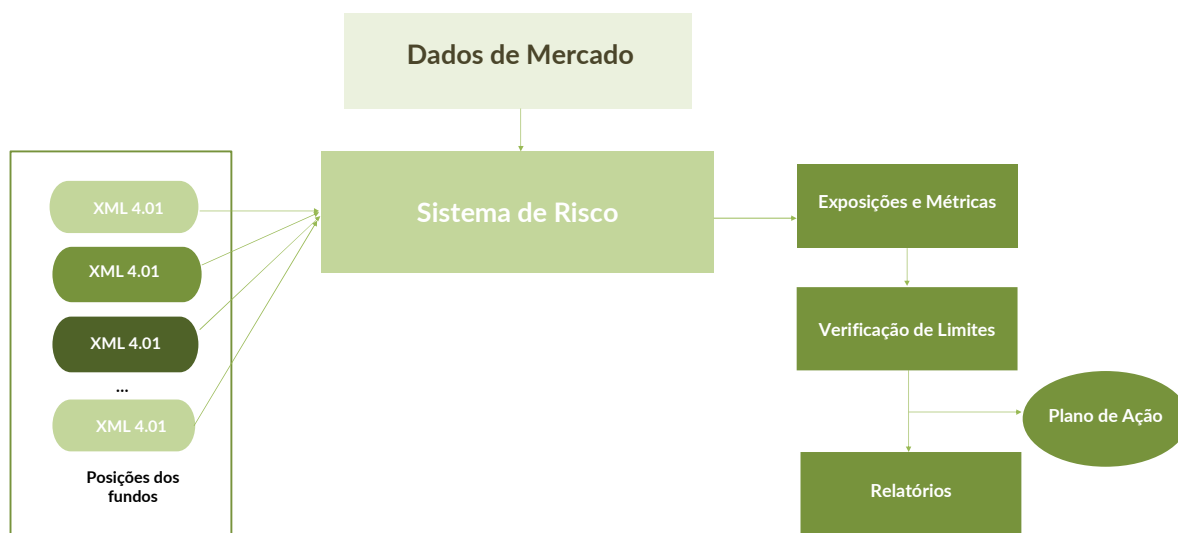 Dados de Mercado
XML 4.01
XML 4.01
XML 4.01
...
XML 4.01
Posições dos
fundos
Sistema de Risco
Exposições e Métricas
Verificação de Limites
Plano de Ação
Relatórios